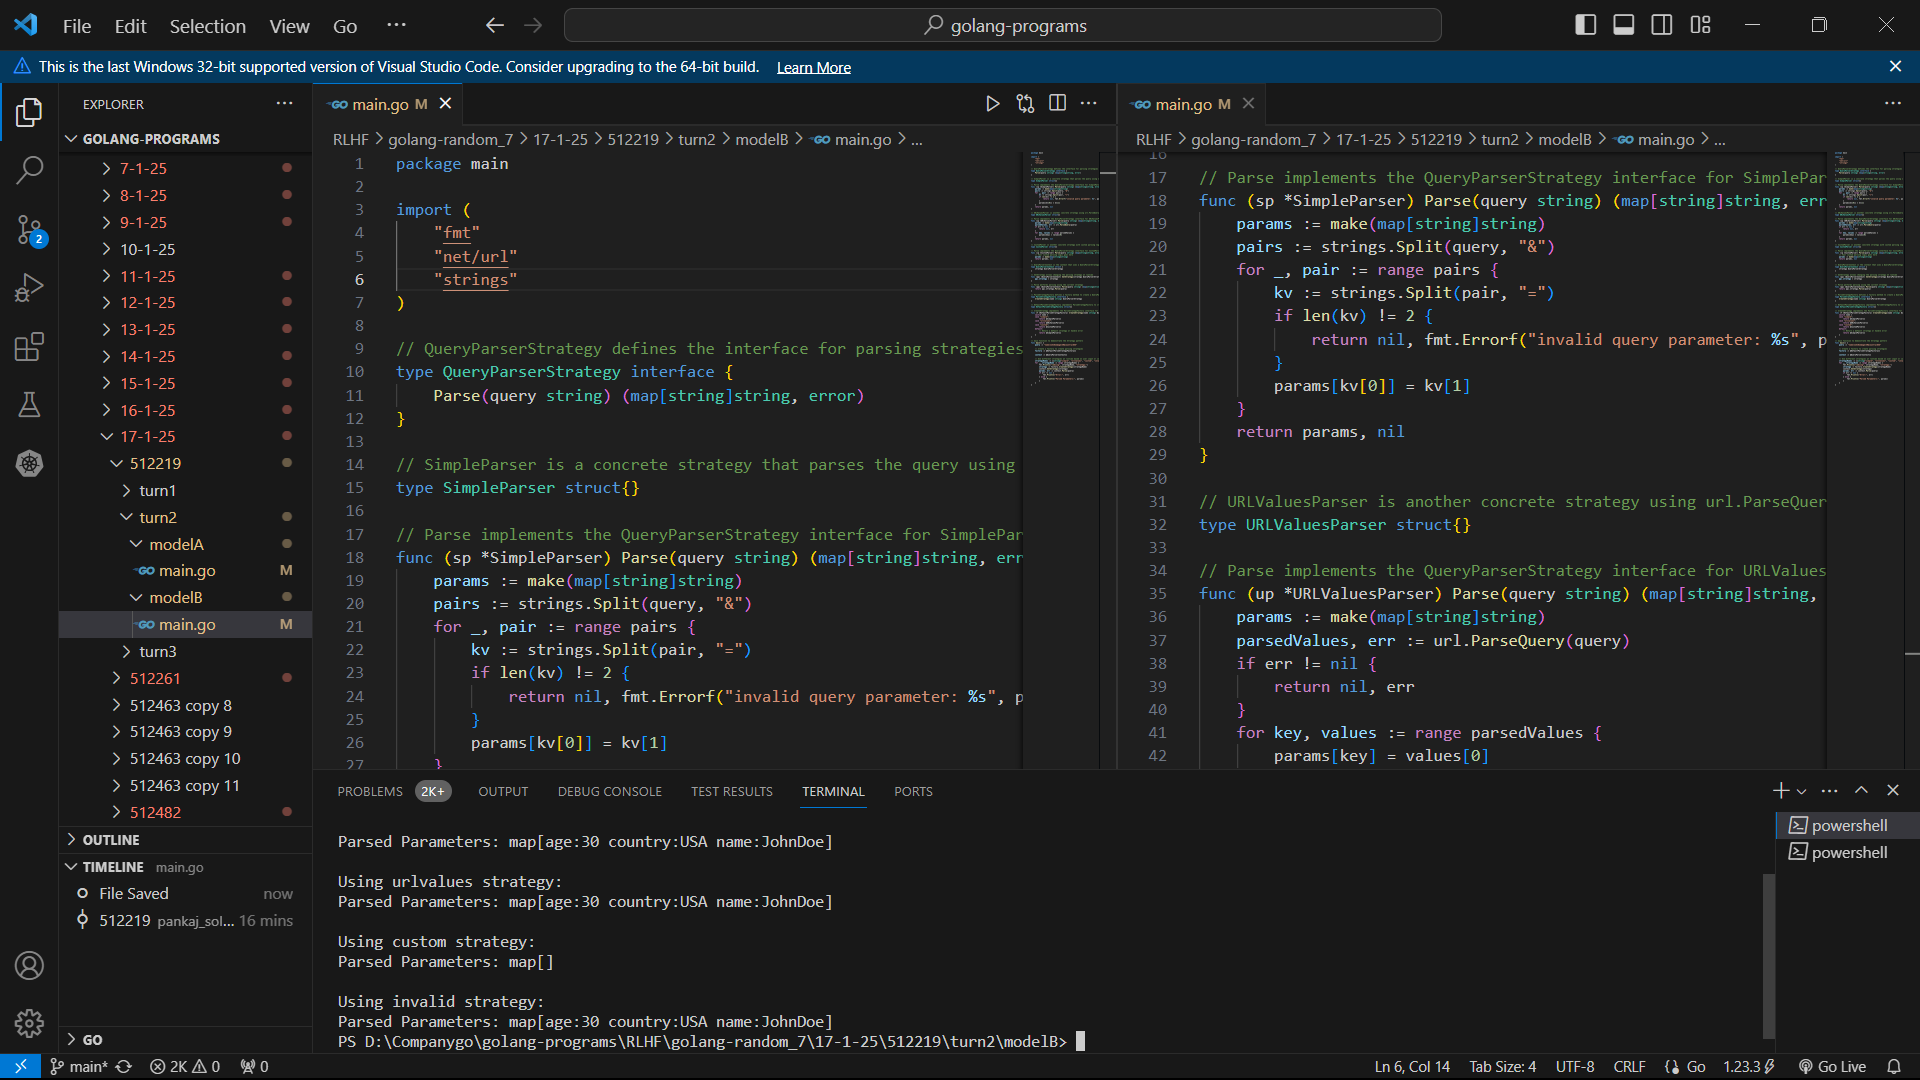 File Edit Selection View Go ···
golang-programs
This is the last Windows 32-bit supported version of Visual Studio Code. Consider upgrading to the 64-bit build. Learn More
EXPLORER
GOLANG-PROGRAMS
7-1-25
8-1-25
9-1-25
10-1-25
11-1-25
12-1-25
13-1-25
14-1-25
15-1-25
16-1-25
17-1-25
512219
turn1
turn2
modelA
GO main.go M
modelB
GO main.go M
turn3
512261
512463 copy 8
512463 copy 9
512463 copy 10
512463 copy 11
512482
OUTLINE
TIMELINE main.go
File Saved now
512219 pankaj_sol... 16 mins
GO
GO main.go M
RLHF > golang-random_7 > 17-1-25 > 512219 > turn2 > modelB > GO main.go > ...
1 package main
2
3 import (
4 "fmt"
5 "net/url"
6 "strings"
7 )
8
9 // QueryParserStrategy defines the interface for parsing strategies
10 type QueryParserStrategy interface {
11 Parse(query string) (map[string]string, error)
12 }
13
14 // SimpleParser is a concrete strategy that parses the query using
15 type SimpleParser struct{}
16
17 // Parse implements the QueryParserStrategy interface for SimplePar
18 func (sp *SimpleParser) Parse(query string) (map[string]string, err
19 params := make(map[string]string)
20 pairs := strings.Split(query, "&")
21 for _, pair := range pairs {
22 kv := strings.Split(pair, "=")
23 if len(kv) != 2 {
24 return nil, fmt.Errorf("invalid query parameter: %s", p
25 }
26 params[kv[0]] = kv[1]
27 }
GO main.go M
RLHF > golang-random_7 > 17-1-25 > 512219 > turn2 > modelB > GO main.go > ...
16
17 // Parse implements the QueryParserStrategy interface for SimplePar
18 func (sp *SimpleParser) Parse(query string) (map[string]string, err
19 params := make(map[string]string)
20 pairs := strings.Split(query, "&")
21 for _, pair := range pairs {
22 kv := strings.Split(pair, "=")
23 if len(kv) != 2 {
24 return nil, fmt.Errorf("invalid query parameter: %s", p
25 }
26 params[kv[0]] = kv[1]
27 }
28 return params, nil
29 }
30
31 // URLValuesParser is another concrete strategy using url.ParseQuer
32 type URLValuesParser struct{}
33
34 // Parse implements the QueryParserStrategy interface for URLValues
35 func (up *URLValuesParser) Parse(query string) (map[string]string,
36 params := make(map[string]string)
37 parsedValues, err := url.ParseQuery(query)
38 if err != nil {
39 return nil, err
40 }
41 for key, values := range parsedValues {
42 params[key] = values[0]
PROBLEMS 2K+ OUTPUT DEBUG CONSOLE TEST RESULTS TERMINAL PORTS
Parsed Parameters: map[age:30 country:USA name:JohnDoe]
Using urlvalues strategy:
Parsed Parameters: map[age:30 country:USA name:JohnDoe]
Using custom strategy:
Parsed Parameters: map[]
Using invalid strategy:
Parsed Parameters: map[age:30 country:USA name:JohnDoe]
PS D:\Companygo\golang-programs\RLHF\golang-random_7\17-1-25\512219\turn2\modelB>
powershell
powershell
2
main* 2K 0 0
Ln 6, Col 14 Tab Size: 4 UTF-8 CRLF {} Go 1.23.3 Go Live